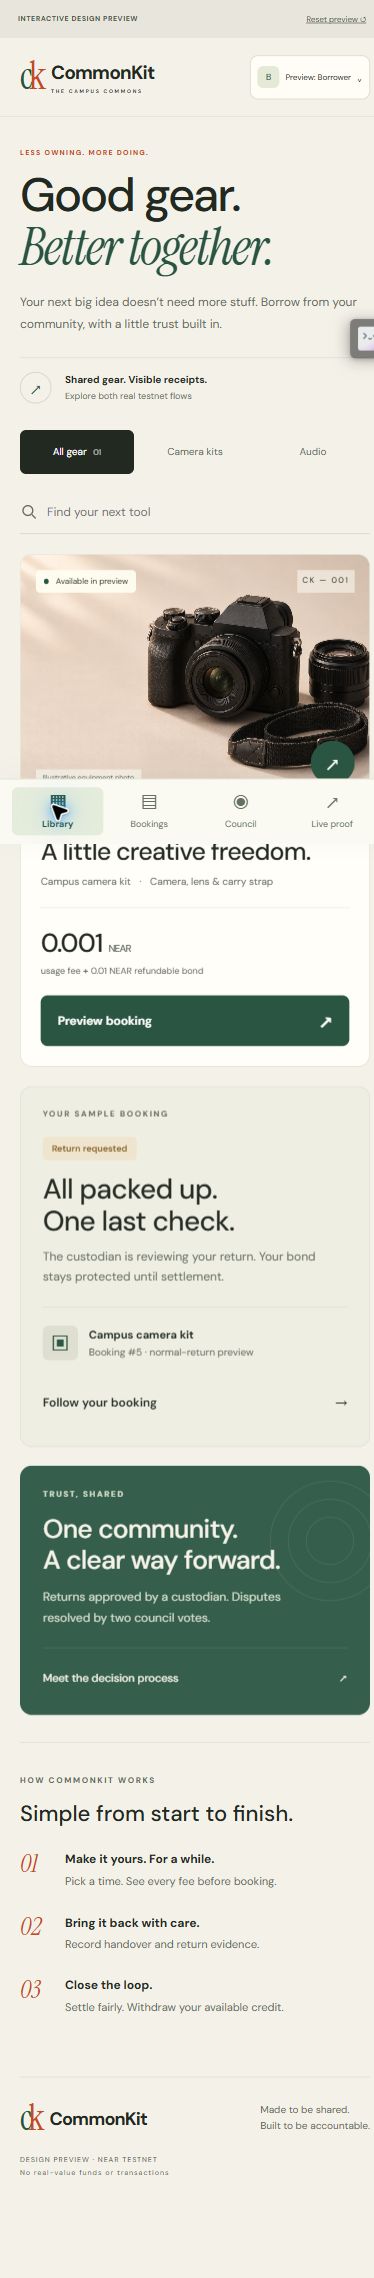 INTERACTIVE DESIGN PREVIEW
Reset preview ↺
ck CommonKit
THE CAMPUS COMMONS
B Preview: Borrower
LESS OWNING. MORE DOING.
Good gear.
Better together.
Your next big idea doesn’t need more stuff. Borrow from your
community, with a little trust built in.
↗ Shared gear. Visible receipts.
Explore both real testnet flows
All gear 01
Camera kits
Audio
Find your next tool
Available in preview
CK — 001
↗
Illustrative equipment photo
Library
Bookings
Council
↗ Live proof
A little creative freedom.
Campus camera kit · Camera, lens & carry strap
0.001 NEAR
usage fee + 0.01 NEAR refundable bond
Preview booking ↗
YOUR SAMPLE BOOKING
Return requested
All packed up.
One last check.
The custodian is reviewing your return. Your bond
stays protected until settlement.
Campus camera kit
Booking #5 · normal-return preview
Follow your booking →
TRUST, SHARED
One community.
A clear way forward.
Returns approved by a custodian. Disputes
resolved by two council votes.
Meet the decision process ↗
HOW COMMONKIT WORKS
Simple from start to finish.
01 Make it yours. For a while.
Pick a time. See every fee before booking.
02 Bring it back with care.
Record handover and return evidence.
03 Close the loop.
Settle fairly. Withdraw your available credit.
ck CommonKit
Made to be shared.
Built to be accountable.
DESIGN PREVIEW · NEAR TESTNET
No real-value funds or transactions